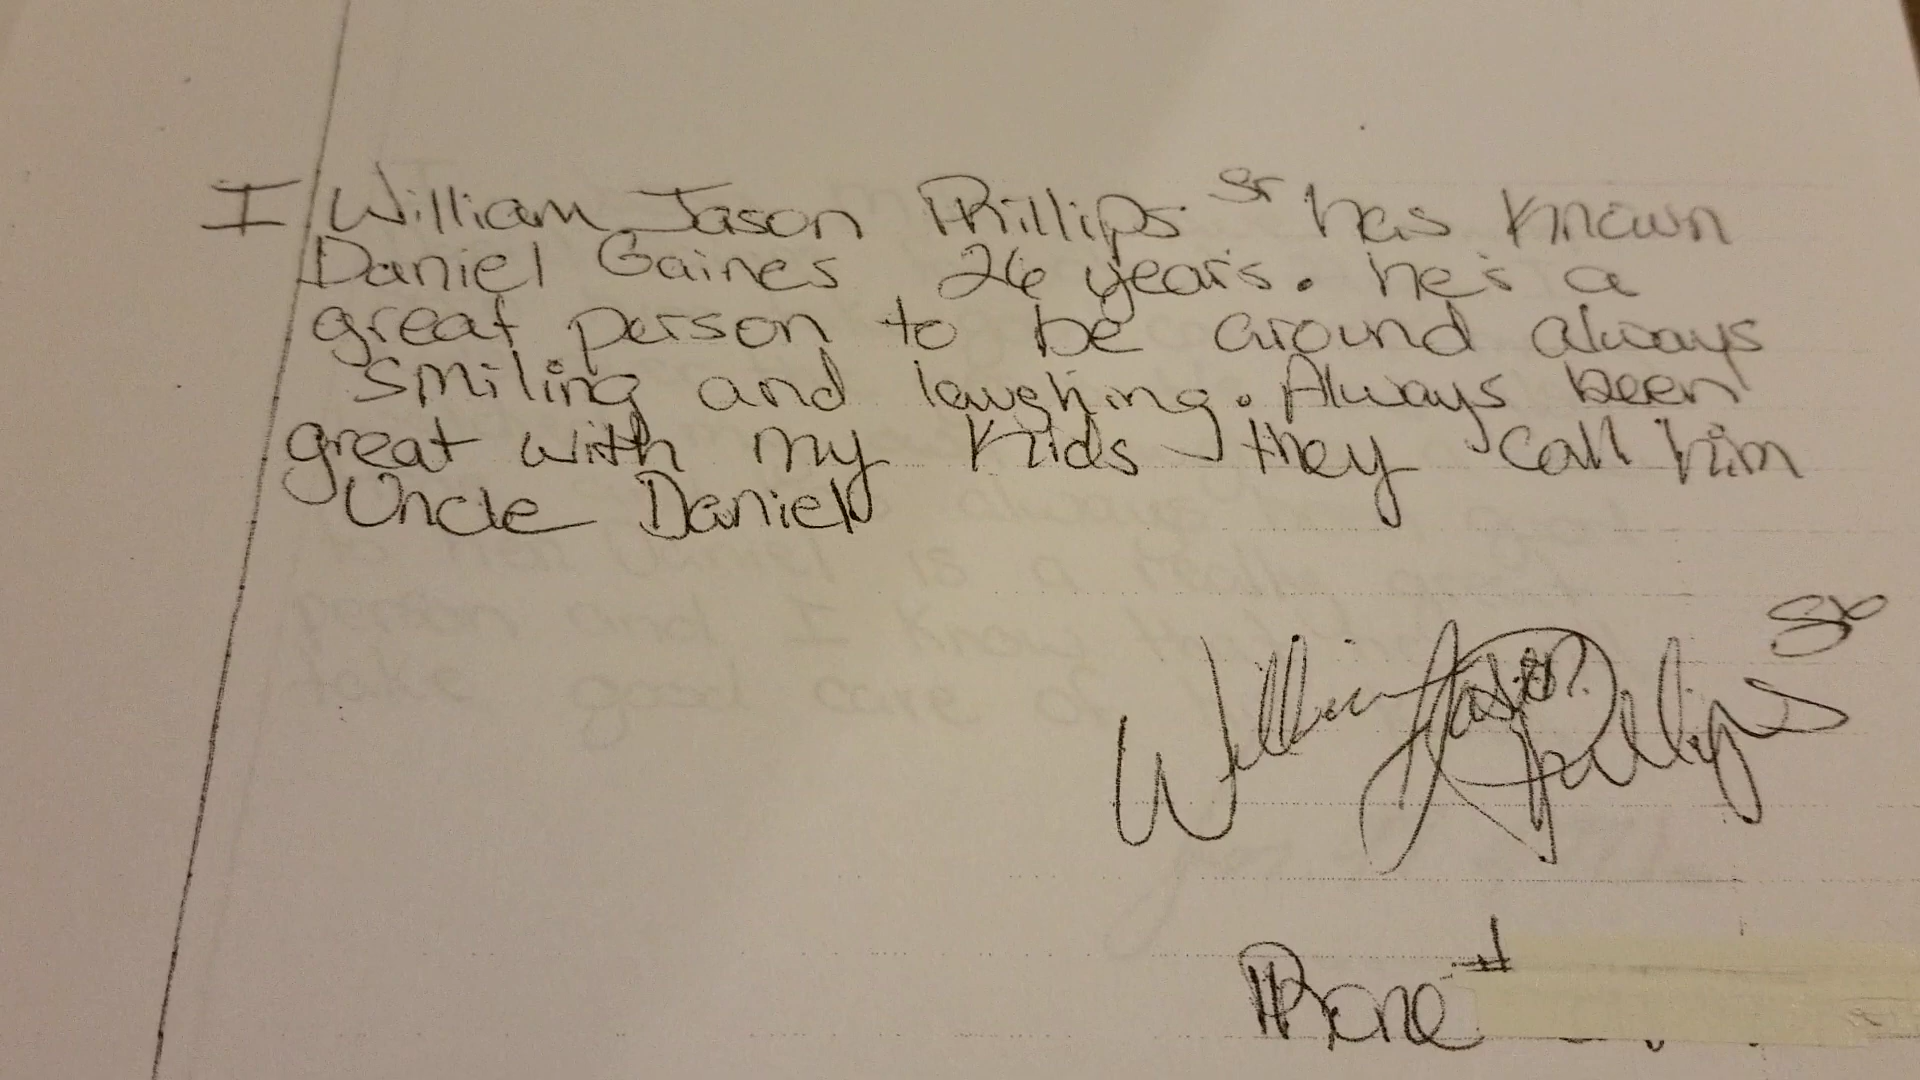 I William Jason Phillips Sr has known
Daniel Gaines 26 years. he's a
great person to be around always
smiling and laughing. Always been
great with my kids they call him
Uncle Daniel
William Jason Phillips Sr
Phone #